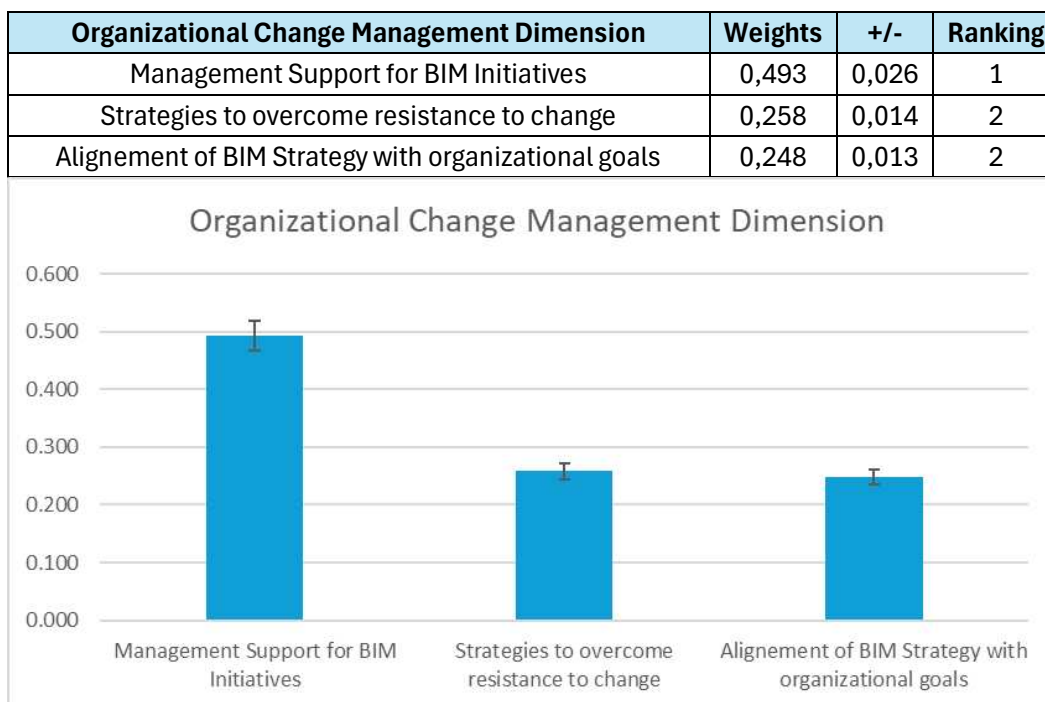 Organizational Change Management Dimension Weights +/- Ranking
Management Support for BIM Initiatives 0,493 0,026 1
Strategies to overcome resistance to change 0,258 0,014 2
Alignement of BIM Strategy with organizational goals 0,248 0,013 2
Organizational Change Management Dimension
0.600
0.500
0.400
0.300
0.200
0.100
0.000
Management Support for BIM
Initiatives
Strategies to overcome
resistance to change
Alignement of BIM Strategy with
organizational goals